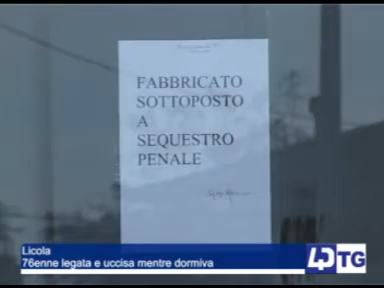 FABBRICATO
SOTTOPOSTO
A
SEQUESTRO
PENALE
Licola
76enne legata e uccisa mentre dormiva
TG